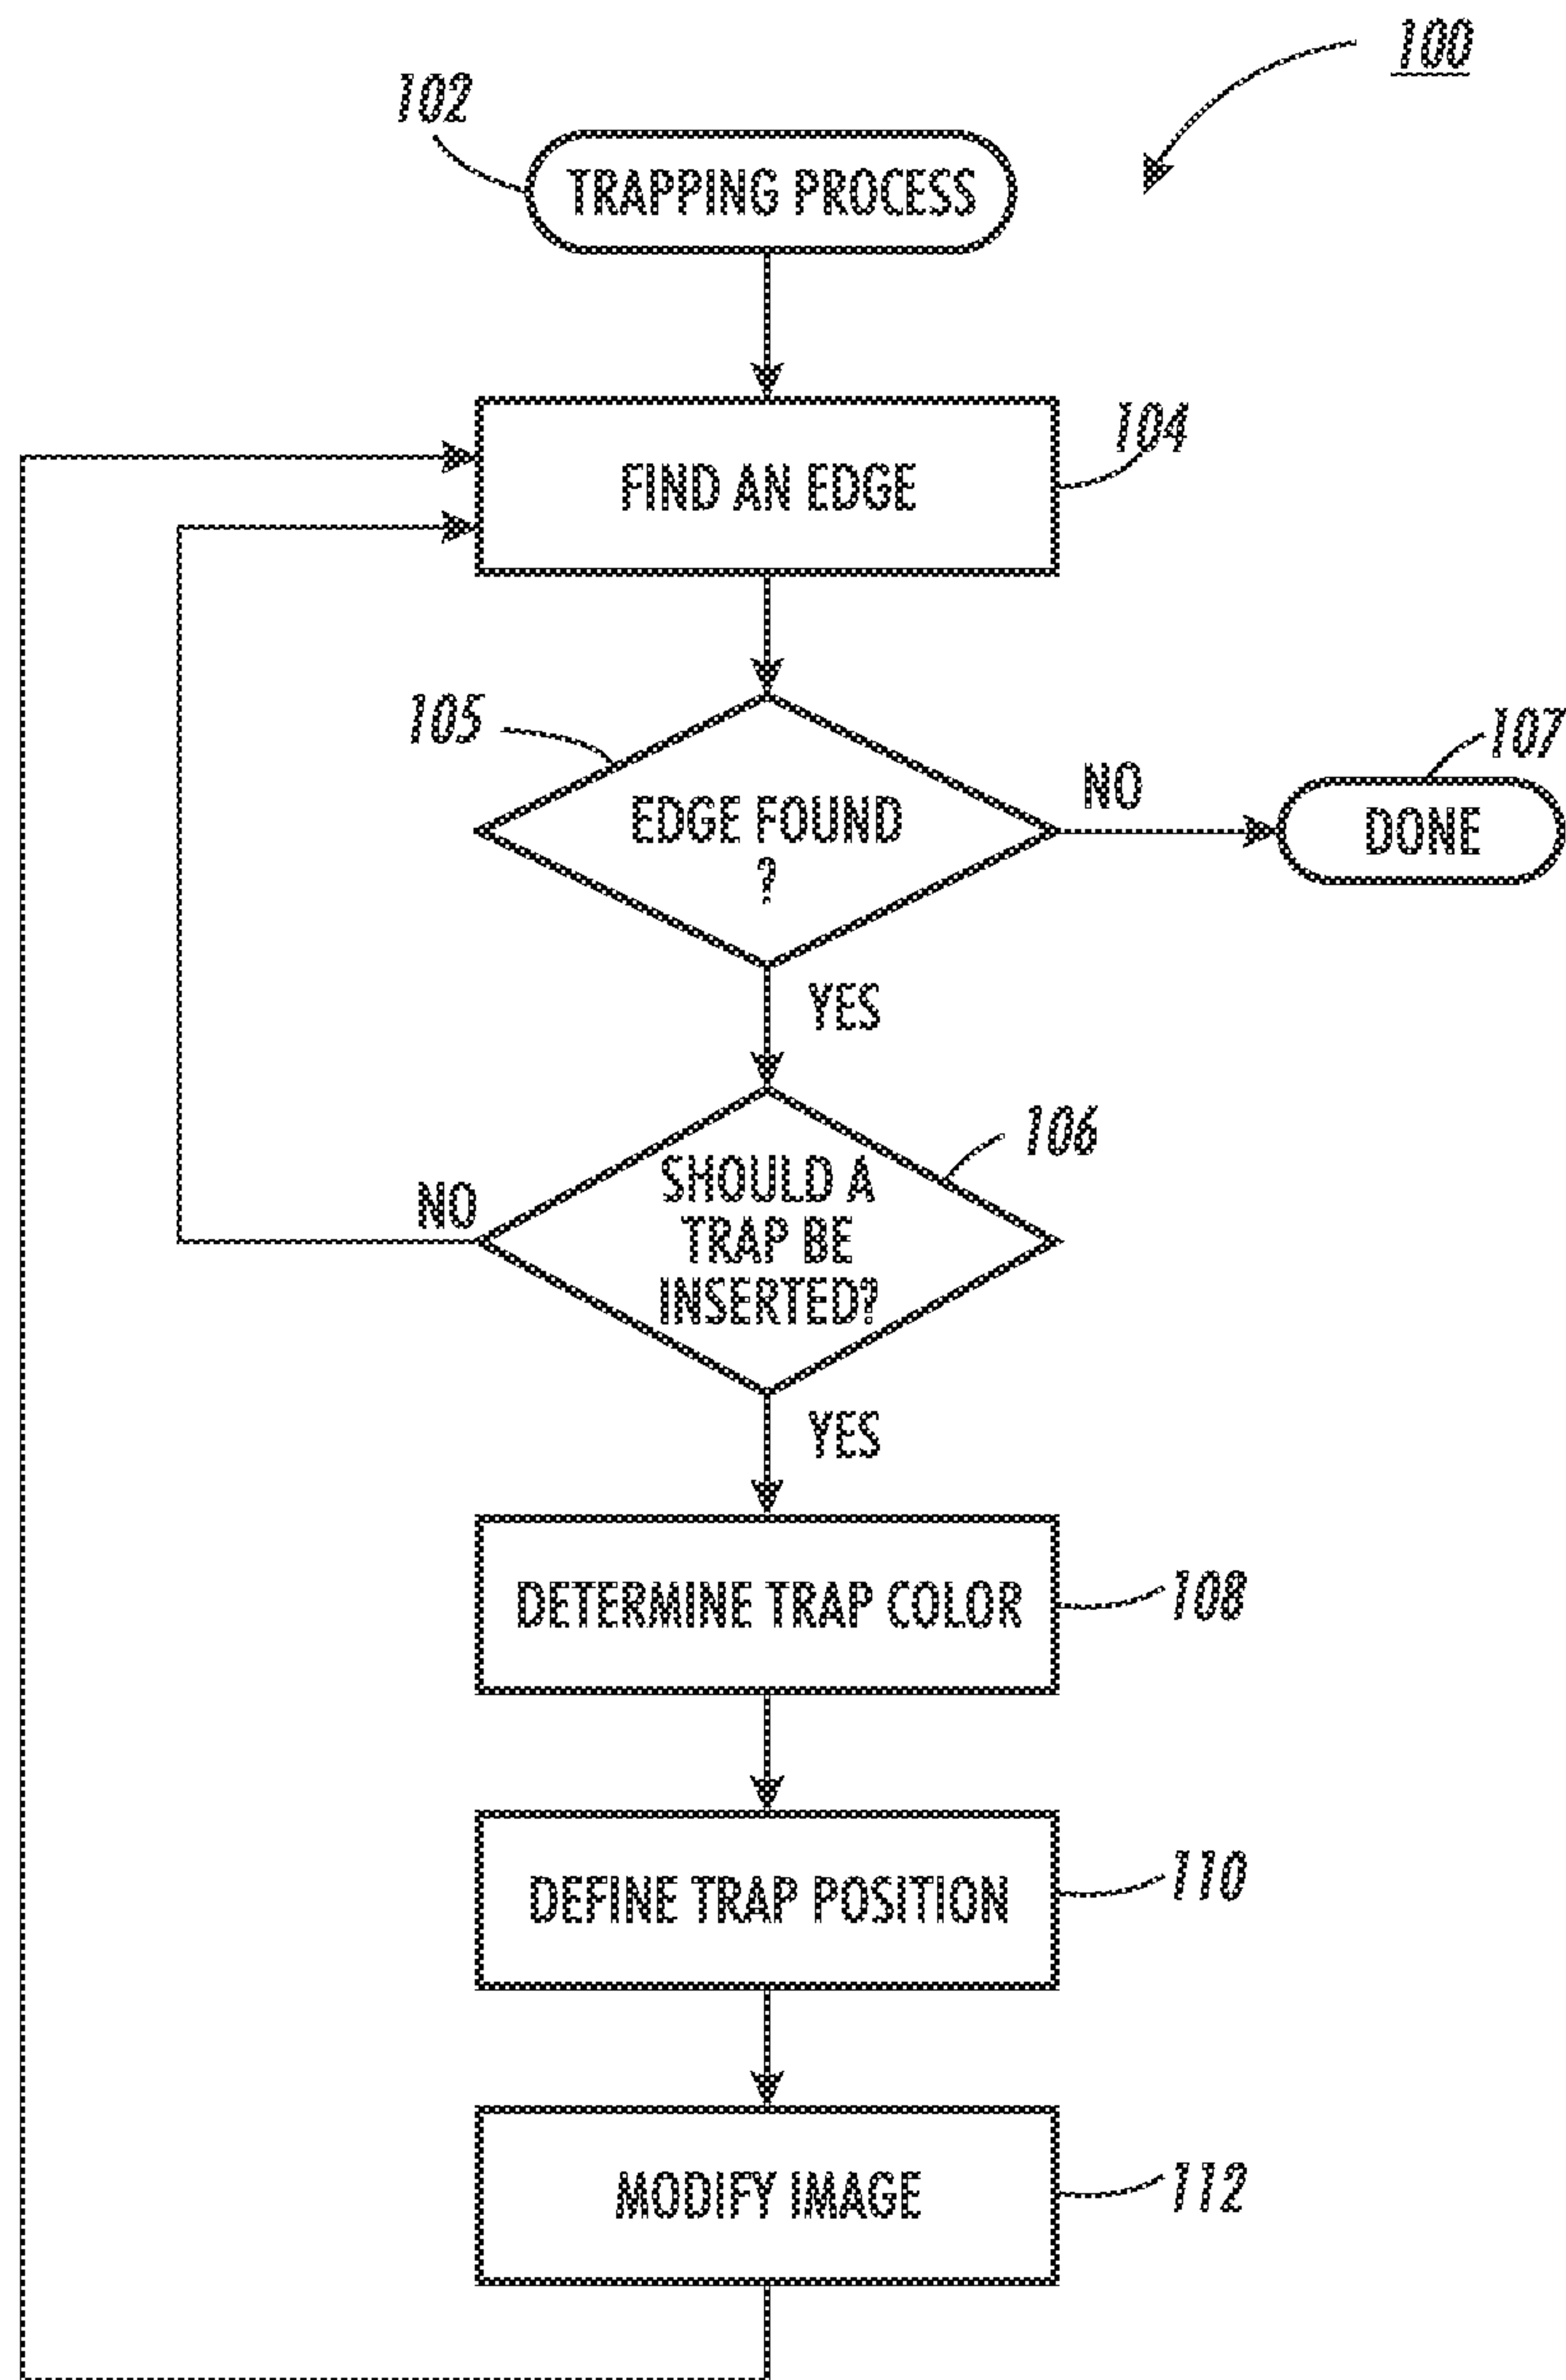 100
102
TRAPPING PROCESS
104
FIND AN EDGE
105
107
EDGE FOUND
?
NO
DONE
YES
106
SHOULD A
TRAP BE
INSERTED?
NO
YES
DETERMINE TRAP COLOR
108
DEFINE TRAP POSITION
110
MODIFY IMAGE
112